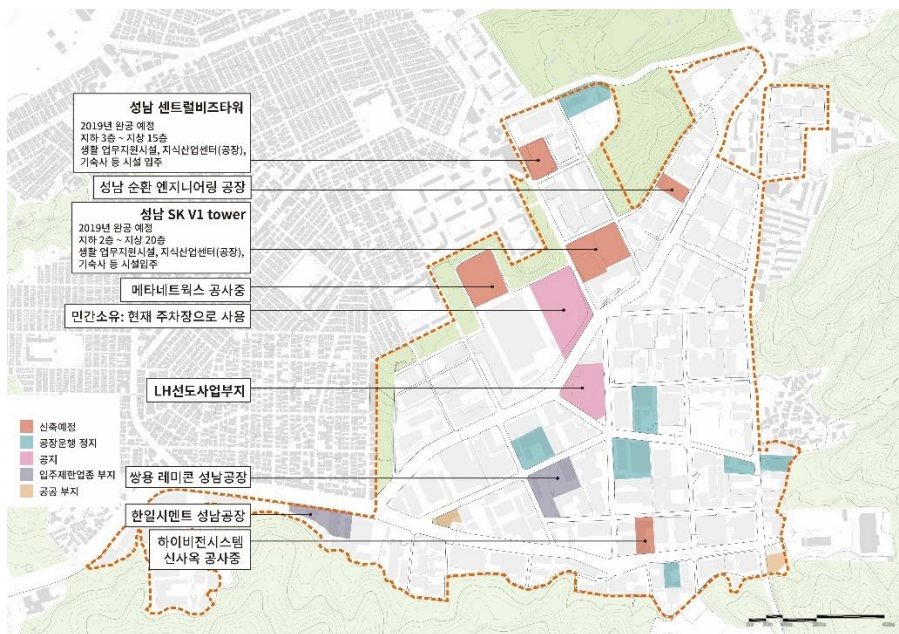 성남 센트럴비즈타워
2019년 완공 예정
지하 3층 ~ 지상 15층
생활 업무지원시설, 지식산업센터(공장),
기숙사 등 시설 입주
성남 순환 엔지니어링 공장
성남 SK V1 tower
2019년 완공 예정
지하 2층 ~ 지상 20층
생활 업무지원시설, 지식산업센터(공장),
기숙사 등 시설입주
메타네트웍스 공사중
민간소유: 현재 주차장으로 사용
LH선도사업부지
신축예정
공장운행 정지
공지
입주제한업종 부지
공공 부지
쌍용 레미콘 성남공장
한일시멘트 성남공장
하이비전시스템
신사옥 공사중